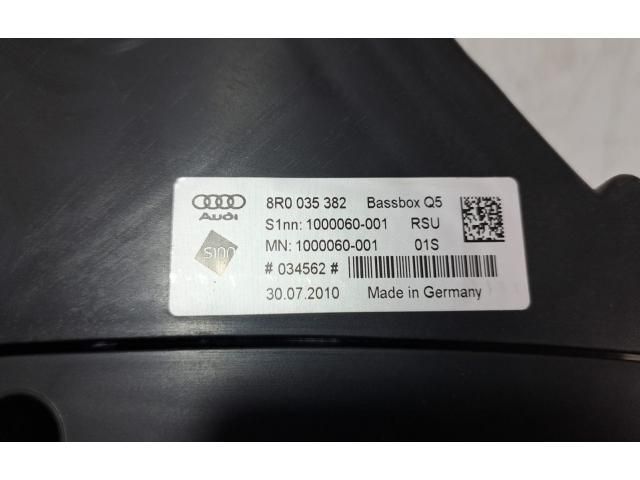 Audi
8R0 035 382 Bassbox Q5
S1nn: 1000060-001 RSU
S1nn
MN: 1000060-001 01S
# 034562 #
30.07.2010 Made in Germany